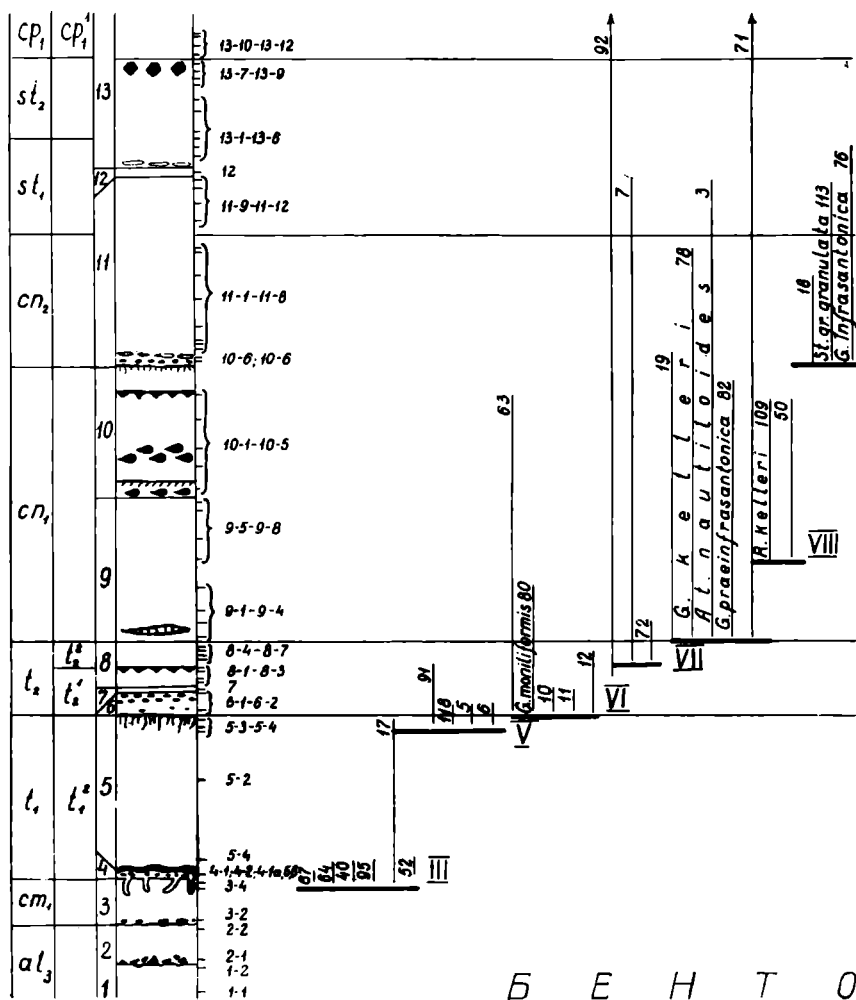 cp₁ cp₁¹
st₂
st₁
cn₂
cn₁
t₂ t₂² t₂¹
t₁ t₁²
cm₁
al₃
13
12
11
10
9
8
7
6
5
4
3
2
1
13-10-13-12
13-7-13-9
13-1-13-6
12
11-9-11-12
11-1-11-8
10-6; 10-6
10-1-10-5
9-5-9-8
9-1-9-4
8-4-8-7
8-1-8-3
7
6-1-6-2
5-3-5-4
5-2
5-4
3-4
3-2
2-2
2-1
1-2
1-1
67
64
40
95
17
52
III
91
118
5
6
V
63
G. moniliformis 80
10
11
12
VI
92
7
72
VII
19
G. kelleri 78
At. nautiloides 3
G. praeinfrasantonica 82
71
R. kelleri 109
50
VIII
18
St. gr. granulata 113
G. infrasantonica 76
Б Е Н Т О